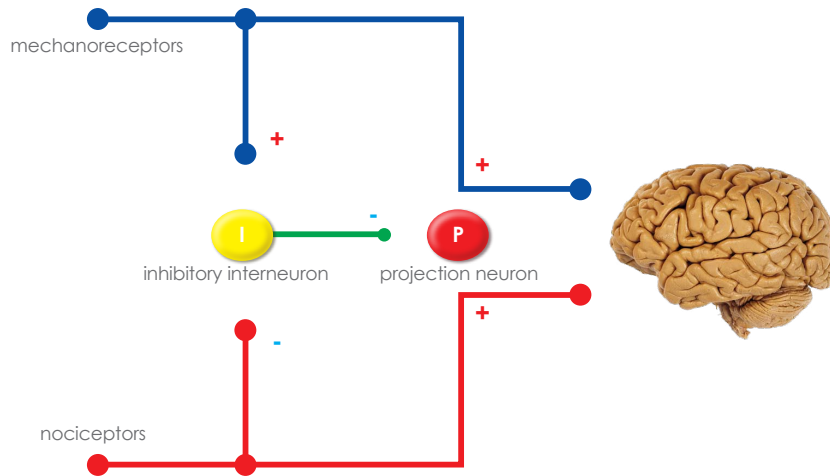 mechanoreceptors
+
+
-
I
P
inhibitory interneuron
projection neuron
+
-
nociceptors